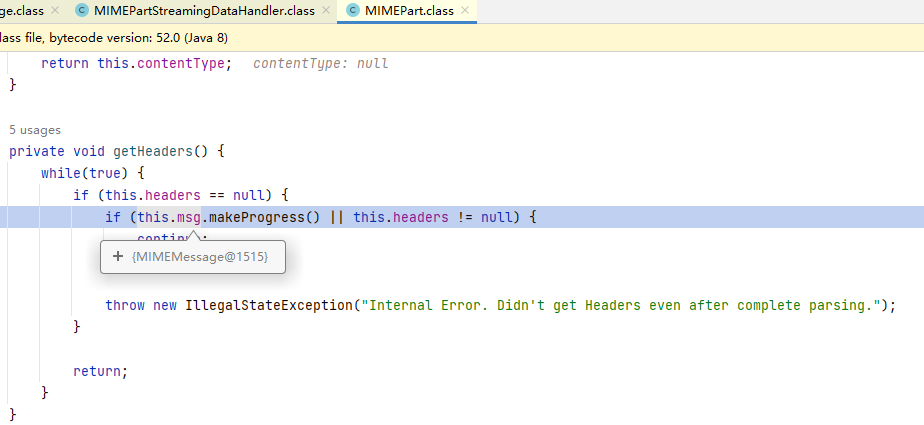 ge.class × MIMEPartStreamingDataHandler.class × MIMEPart.class ×
lass file, bytecode version: 52.0 (Java 8)
return this.contentType; contentType: null
}
5 usages
private void getHeaders() {
while(true) {
if (this.headers == null) {
if (this.msg.makeProgress() || this.headers != null) {
continue;
+ {MIMEMessage@1515}
throw new IllegalStateException("Internal Error. Didn't get Headers even after complete parsing.");
}
return;
}
}